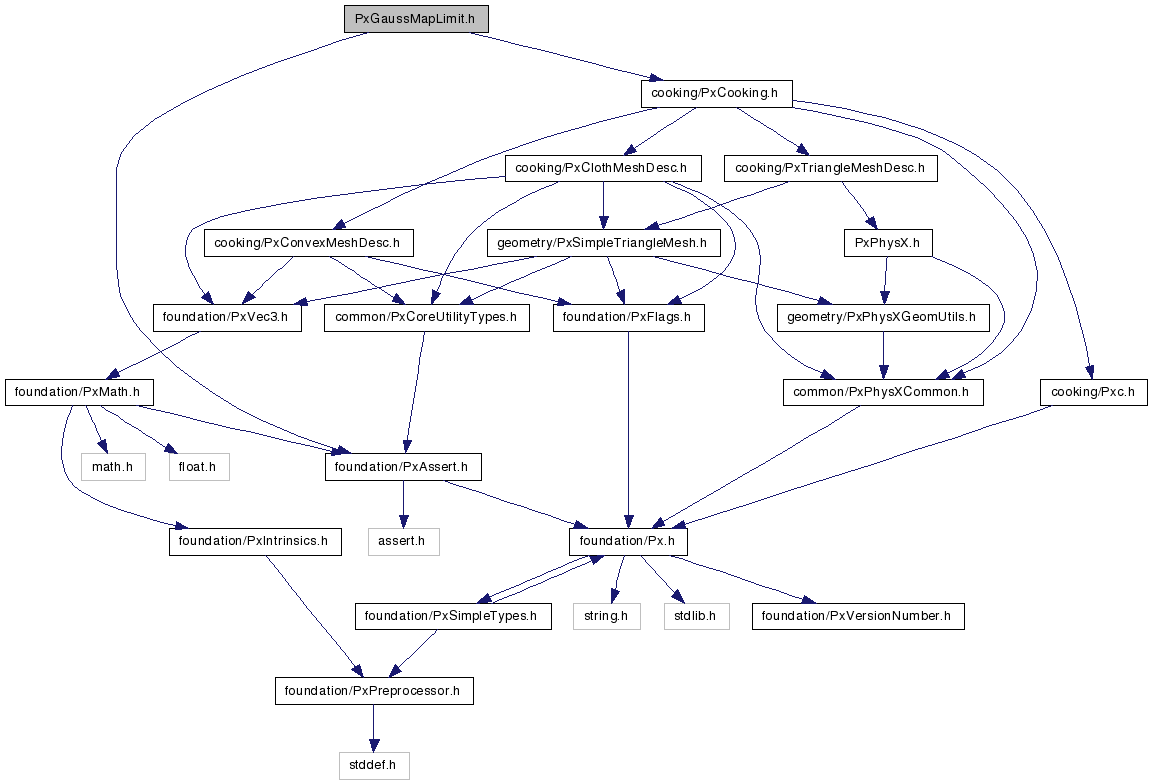 PxGaussMapLimit.h
cooking/PxCooking.h
cooking/PxClothMeshDesc.h
cooking/PxTriangleMeshDesc.h
cooking/PxConvexMeshDesc.h
geometry/PxSimpleTriangleMesh.h
PxPhysX.h
foundation/PxVec3.h
common/PxCoreUtilityTypes.h
foundation/PxFlags.h
geometry/PxPhysXGeomUtils.h
foundation/PxMath.h
common/PxPhysXCommon.h
cooking/Pxc.h
math.h
float.h
foundation/PxAssert.h
foundation/PxIntrinsics.h
assert.h
foundation/Px.h
foundation/PxSimpleTypes.h
string.h
stdlib.h
foundation/PxVersionNumber.h
foundation/PxPreprocessor.h
stddef.h